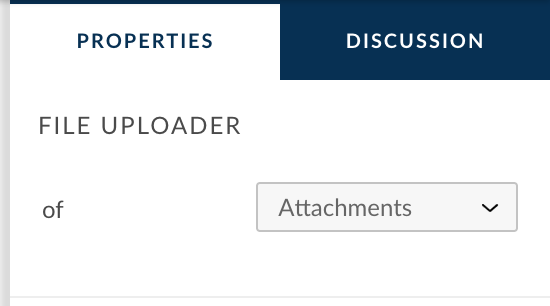 PROPERTIES DISCUSSION
FILE UPLOADER
of Attachments